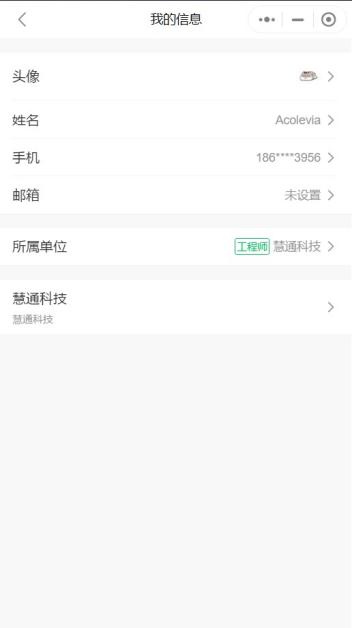 我的信息
头像
姓名 Acolevia
手机 186****3956
邮箱 未设置
所属单位 工程师 慧通科技
慧通科技
慧通科技